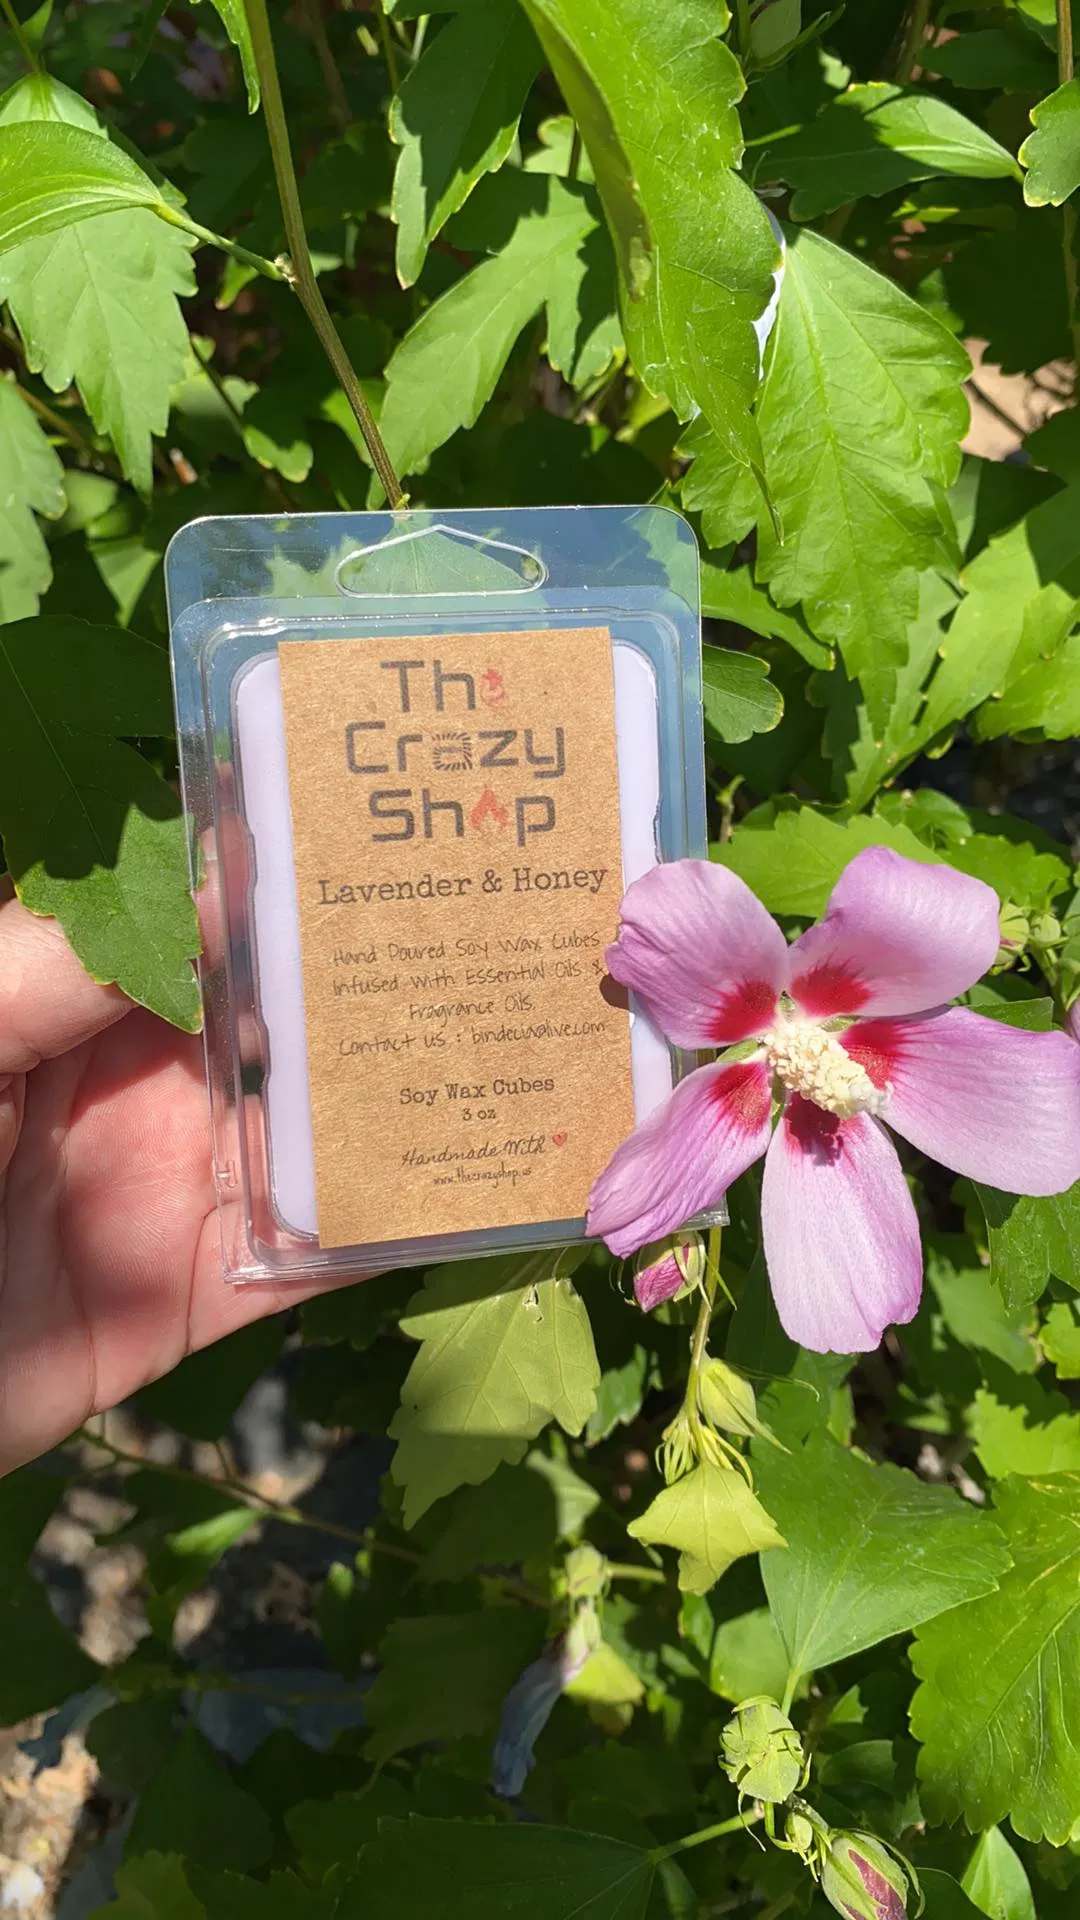 The
Crazy
Shop
Lavender & Honey
Hand Poured Soy Wax Cubes
Infused with Essential Oils &
Fragrance Oils.
Contact us : bindecia@live.com
Soy Wax Cubes
3 oz
Handmade With
www.thecrazyshop.us